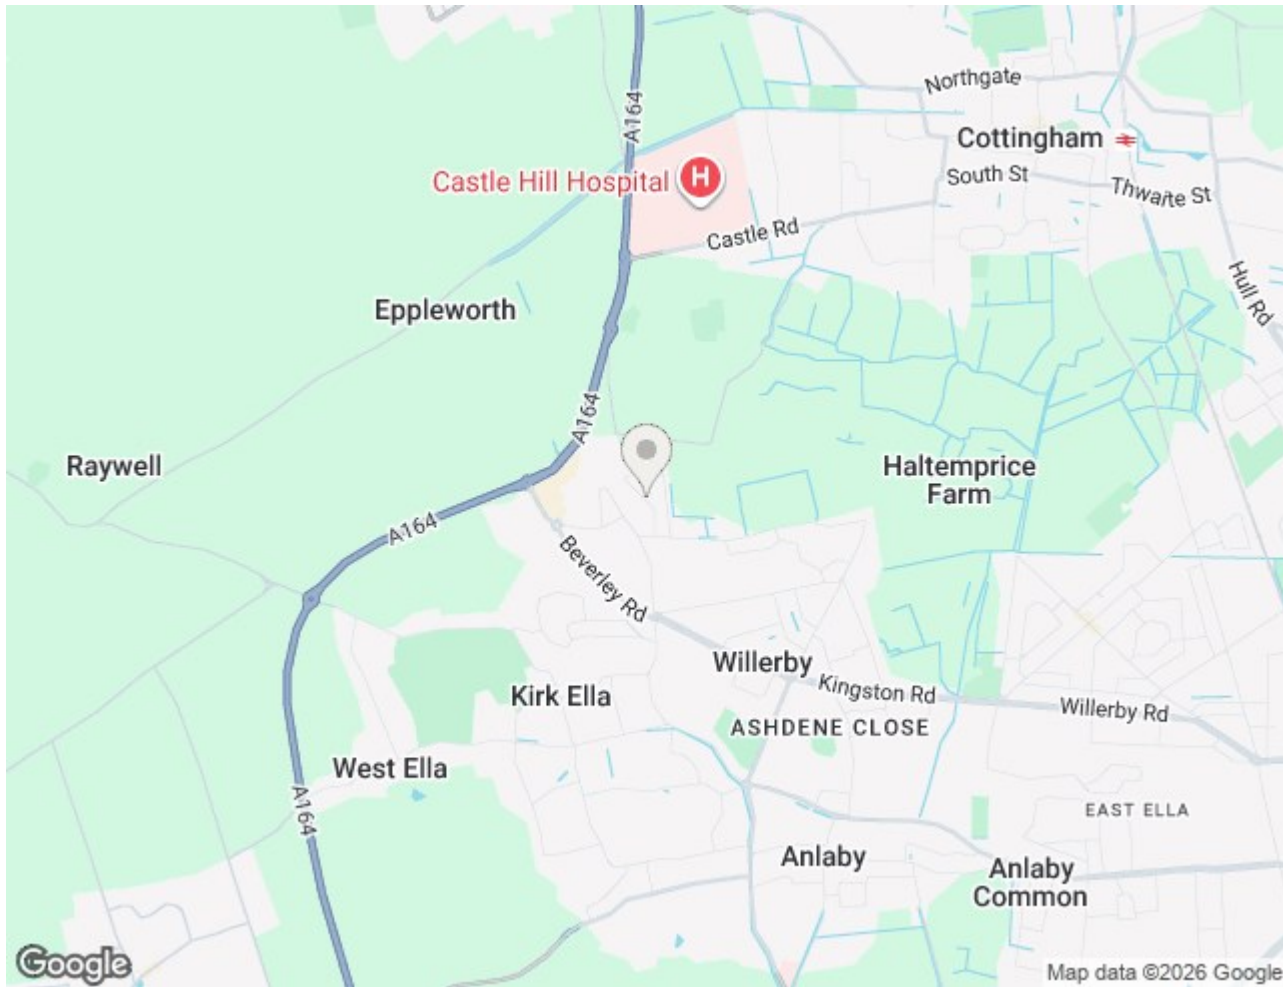 A164
Northgate
Cottingham
Castle Hill Hospital
H
South St
Thwaite St
Castle Rd
Hull Rd
Eppleworth
A164
Raywell
Haltemprice
Farm
A164
Beverley Rd
Willerby
Kingston Rd
Kirk Ella
Willerby Rd
ASHDENE CLOSE
West Ella
A164
EAST ELLA
Anlaby
Anlaby
Common
Google
Map data ©2026 Google